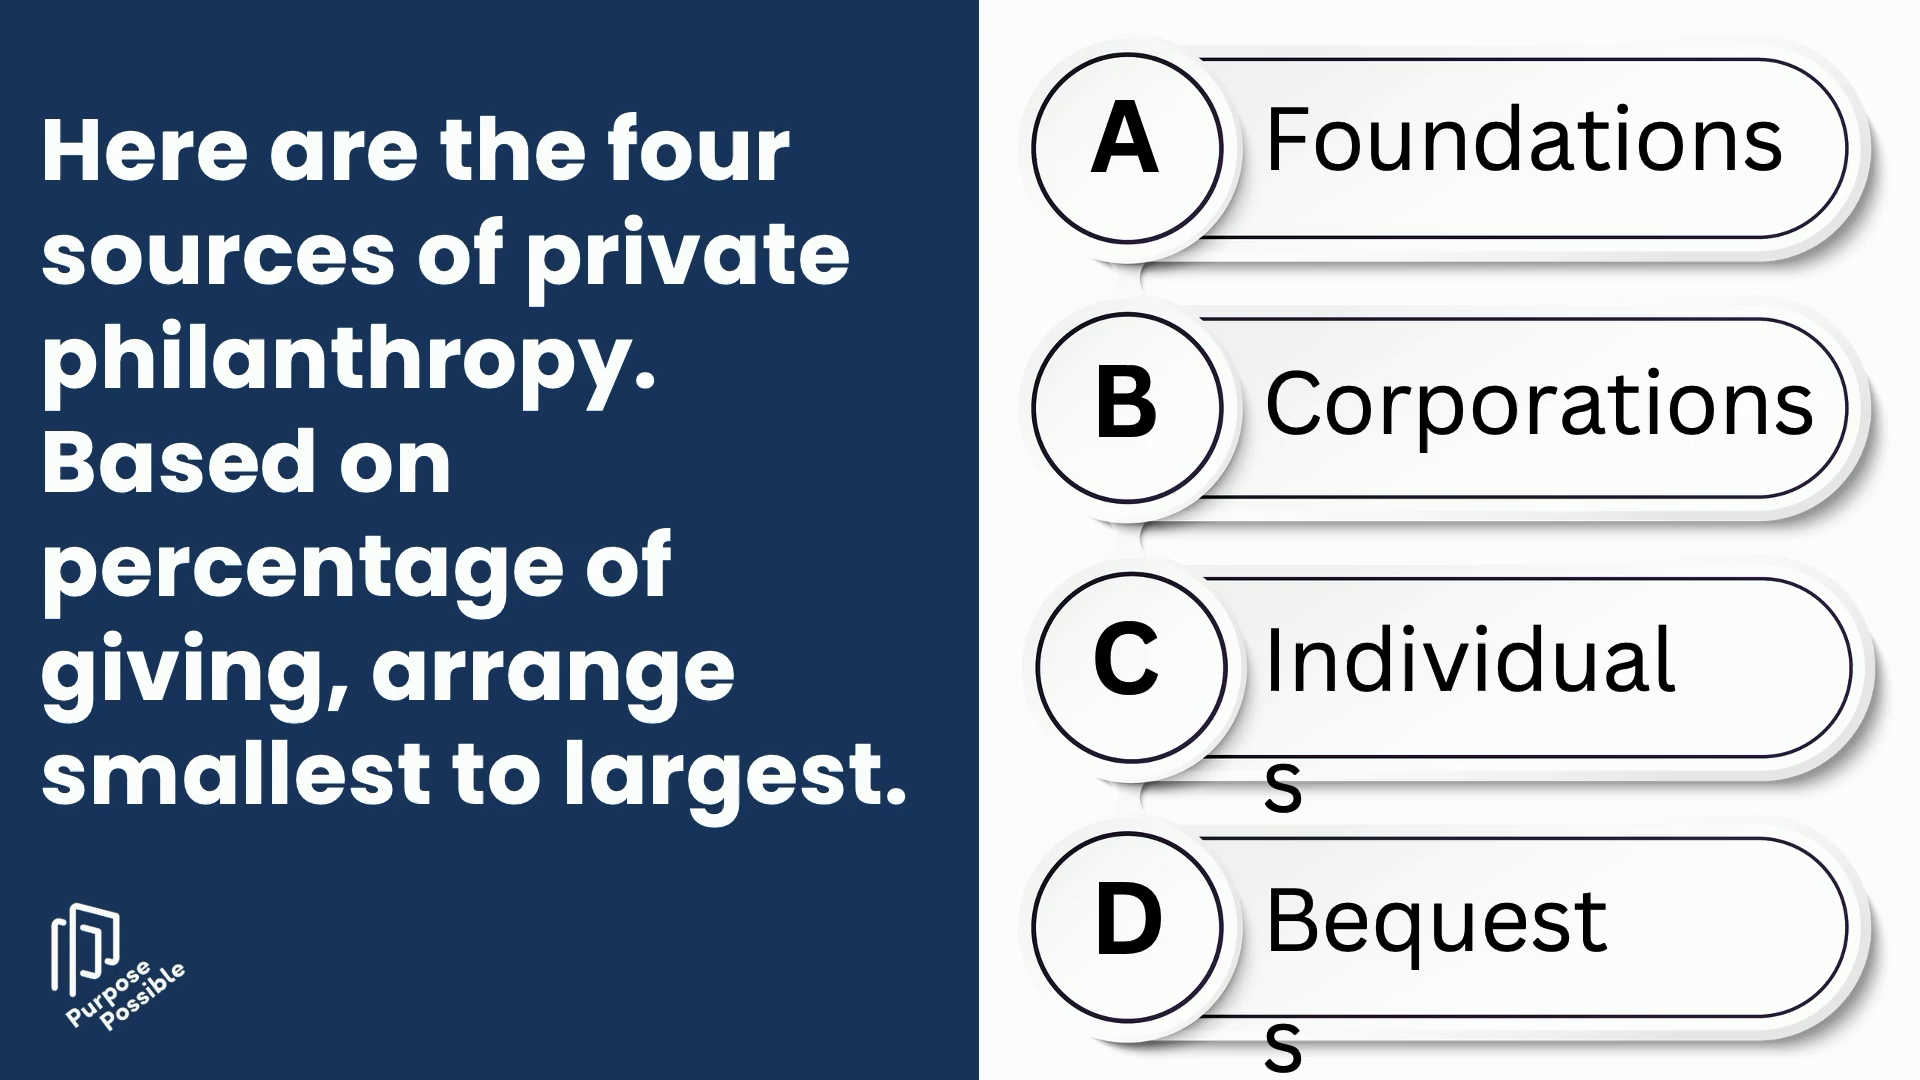 Here are the four
sources of private
philanthropy.
Based on
percentage of
giving, arrange
smallest to largest.
Purpose
Possible
A Foundations
B Corporations
C Individual
s
D Bequest
s